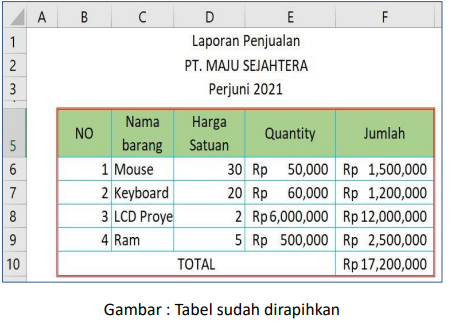 A B C D E F
1 Laporan Penjualan
2 PT. MAJU SEJAHTERA
3 Perjuni 2021
5 NO Nama barang Harga Satuan Quantity Jumlah
6 1 Mouse 30 Rp 50,000 Rp 1,500,000
7 2 Keyboard 20 Rp 60,000 Rp 1,200,000
8 3 LCD Proye 2 Rp 6,000,000 Rp 12,000,000
9 4 Ram 5 Rp 500,000 Rp 2,500,000
10 TOTAL Rp 17,200,000
Gambar : Tabel sudah dirapihkan